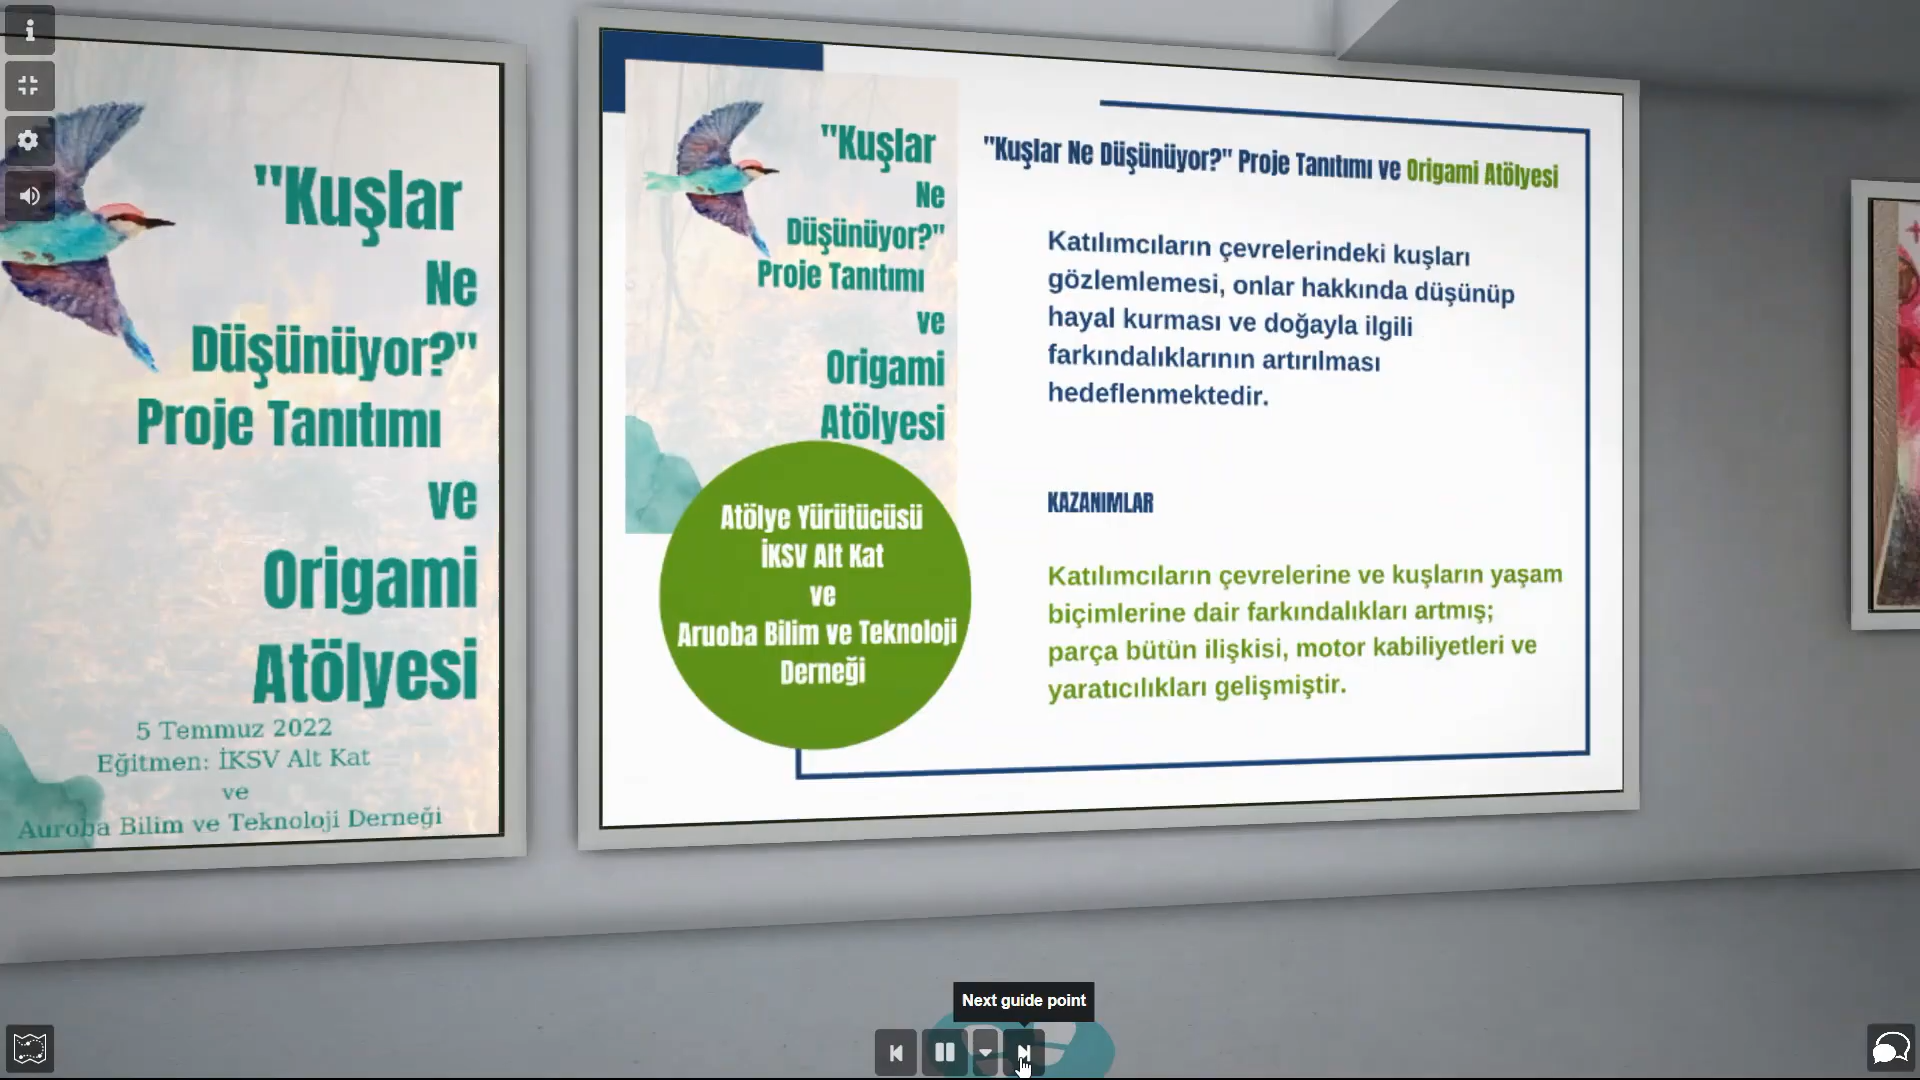 "Kuşlar
Ne
Düşünüyor?"
Proje Tanıtımı
ve
Origami
Atölyesi
5 Temmuz 2022
Eğitmen: İKSV Alt Kat
ve
Auroba Bilim ve Teknoloji Derneği
"Kuşlar
Ne
Düşünüyor?"
Proje Tanıtımı
ve
Origami
Atölyesi
Atölye Yürütücüsü
İKSV Alt Kat
ve
Aruoba Bilim ve Teknoloji
Derneği
"Kuşlar Ne Düşünüyor?" Proje Tanıtımı ve Origami Atölyesi
Katılımcıların çevrelerindeki kuşları
gözlemlemesi, onlar hakkında düşünüp
hayal kurması ve doğayla ilgili
farkındalıklarının artırılması
hedeflenmektedir.
KAZANIMLAR
Katılımcıların çevrelerine ve kuşların yaşam
biçimlerine dair farkındalıkları artmış;
parça bütün ilişkisi, motor kabiliyetleri ve
yaratıcılıkları gelişmiştir.
Next guide point